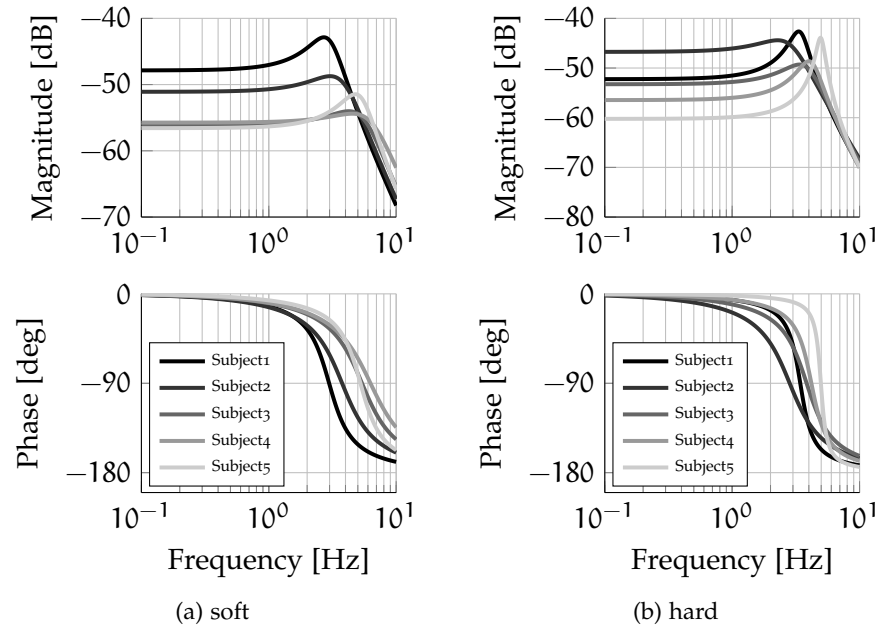 Magnitude [dB]
−40
−50
−60
−70
10−1
100
101
Magnitude [dB]
−40
−50
−60
−70
−80
10−1
100
101
Phase [deg]
0
−90
−180
Subject1
Subject2
Subject3
Subject4
Subject5
10−1
100
101
Frequency [Hz]
(a) soft
Phase [deg]
0
−90
−180
Subject1
Subject2
Subject3
Subject4
Subject5
10−1
100
101
Frequency [Hz]
(b) hard